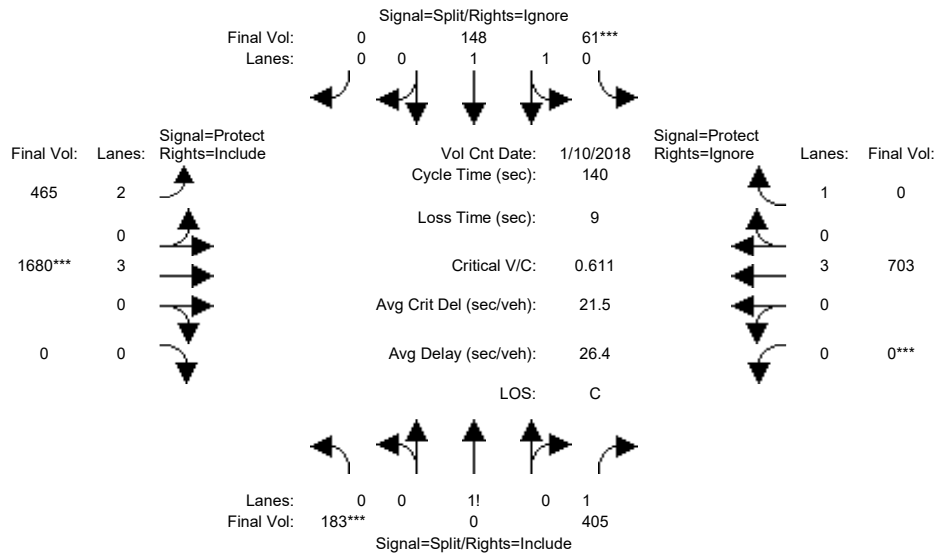 Signal=Split/Rights=Ignore
Final Vol: 0 148 61***
Lanes: 0 0 1 1 0
Signal=Protect
Final Vol: Lanes: Rights=Include
Vol Cnt Date: 1/10/2018
Signal=Protect
Rights=Ignore Lanes: Final Vol:
Cycle Time (sec): 140
465 2
1 0
Loss Time (sec): 9
0
0
1680*** 3
Critical V/C: 0.611
3 703
0
Avg Crit Del (sec/veh): 21.5
0
0 0
Avg Delay (sec/veh): 26.4
0 0***
LOS: C
Lanes: 0 0 1! 0 1
Final Vol: 183*** 0 405
Signal=Split/Rights=Include